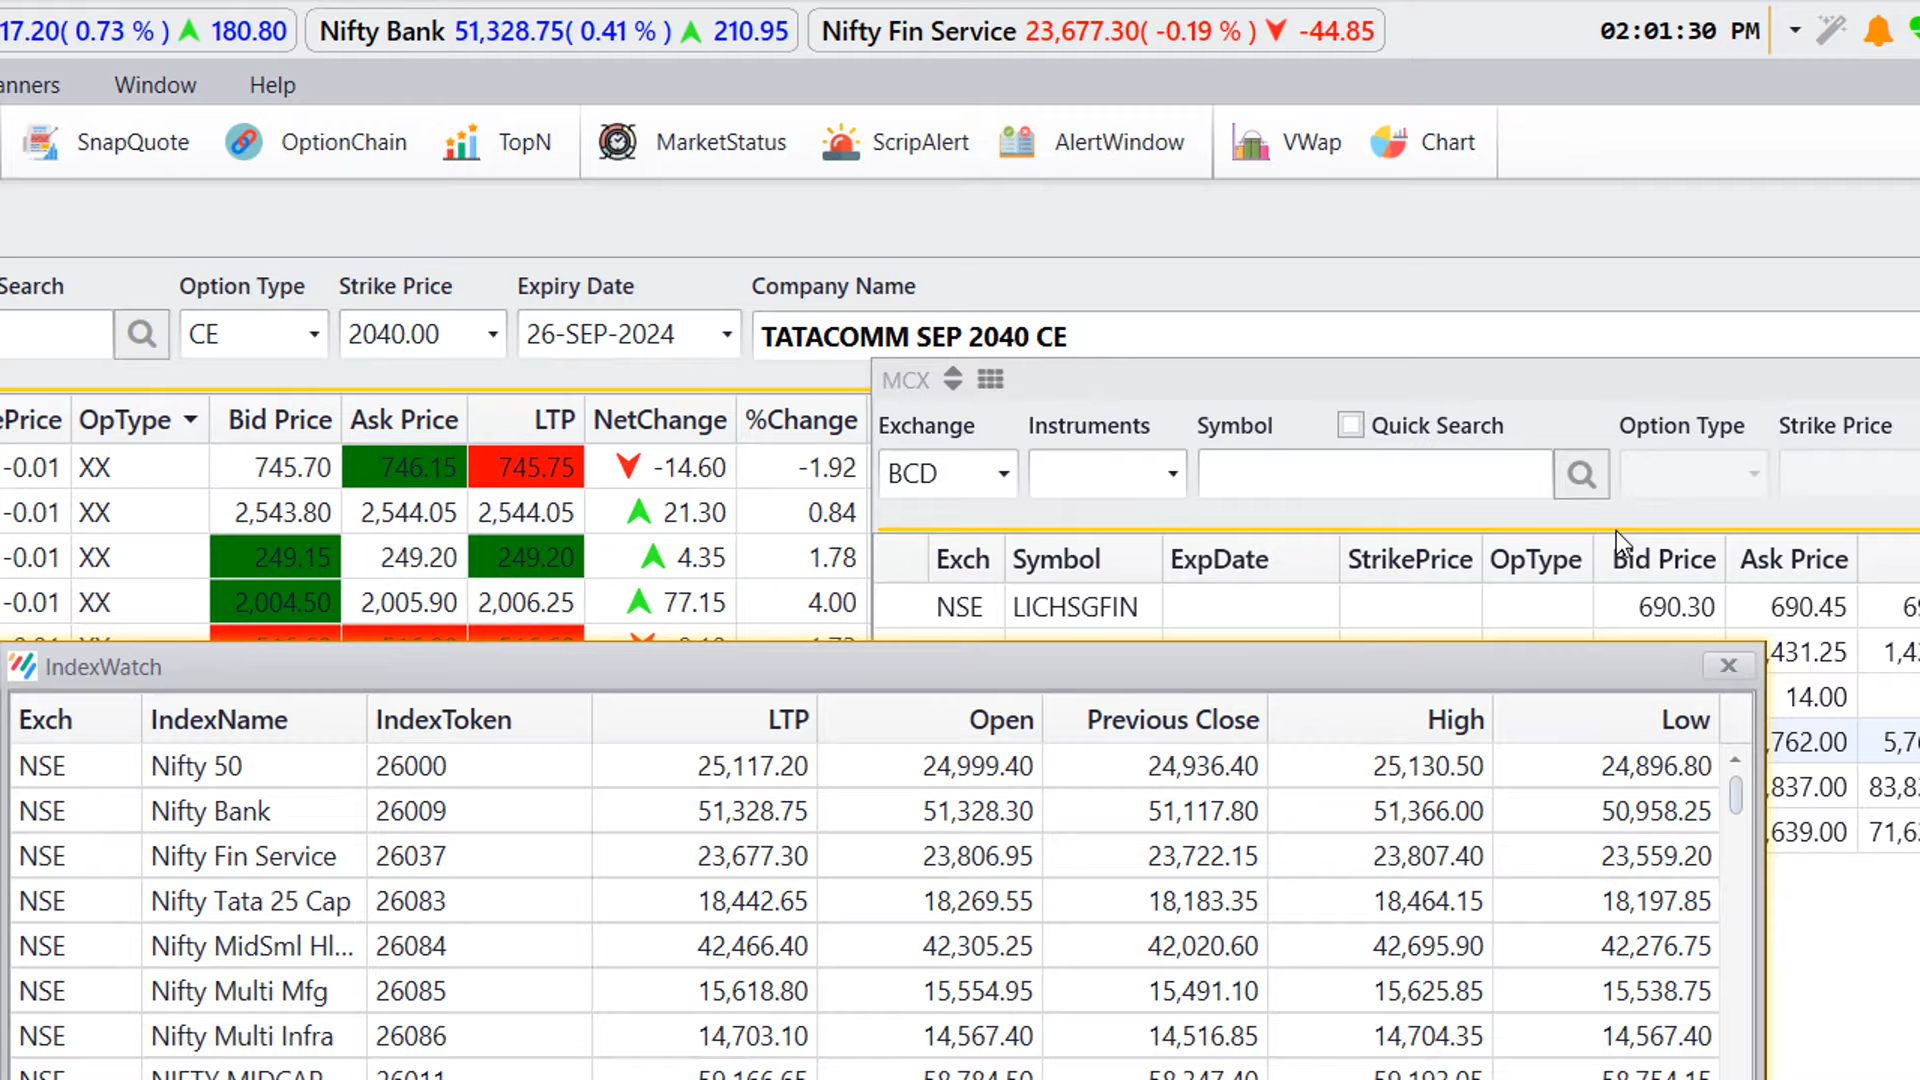 17.20( 0.73 % ) 180.80 Nifty Bank 51,328.75( 0.41 % ) 210.95 Nifty Fin Service 23,677.30( -0.19 % ) -44.85 02:01:30 PM
anners Window Help
SnapQuote OptionChain TopN MarketStatus ScripAlert AlertWindow VWap Chart
Search Option Type Strike Price Expiry Date Company Name
CE 2040.00 26-SEP-2024 TATACOMM SEP 2040 CE
ePrice OpType Bid Price Ask Price LTP NetChange %Change
-0.01 XX 745.70 746.15 745.75 -14.60 -1.92
-0.01 XX 2,543.80 2,544.05 2,544.05 21.30 0.84
-0.01 XX 249.15 249.20 249.20 4.35 1.78
-0.01 XX 2,004.50 2,005.90 2,006.25 77.15 4.00
MCX
Exchange Instruments Symbol Quick Search Option Type Strike Price
BCD
Exch Symbol ExpDate StrikePrice OpType Bid Price Ask Price
NSE LICHSGFIN 690.30 690.45 69
,431.25 1,43
14.00
,762.00 5,76
,837.00 83,83
,639.00 71,63
IndexWatch
Exch IndexName IndexToken LTP Open Previous Close High Low
NSE Nifty 50 26000 25,117.20 24,999.40 24,936.40 25,130.50 24,896.80
NSE Nifty Bank 26009 51,328.75 51,328.30 51,117.80 51,366.00 50,958.25
NSE Nifty Fin Service 26037 23,677.30 23,806.95 23,722.15 23,807.40 23,559.20
NSE Nifty Tata 25 Cap 26083 18,442.65 18,269.55 18,183.35 18,464.15 18,197.85
NSE Nifty MidSml Hl... 26084 42,466.40 42,305.25 42,020.60 42,695.90 42,276.75
NSE Nifty Multi Mfg 26085 15,618.80 15,554.95 15,491.10 15,625.85 15,538.75
NSE Nifty Multi Infra 26086 14,703.10 14,567.40 14,516.85 14,704.35 14,567.40